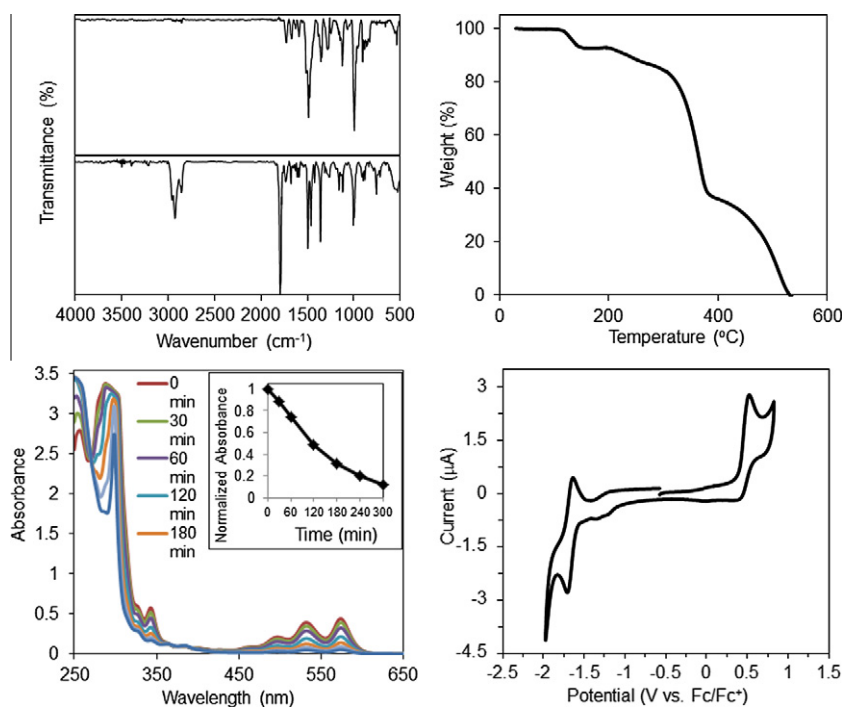 Transmittance (%)
4000 3500 3000 2500 2000 1500 1000 500
Wavenumber (cm⁻¹)
100
80
60
40
20
0
Weight (%)
0 200 400 600
Temperature (ºC)
3.5
3
2.5
2
1.5
1
0.5
0
Absorbance
250 350 450 550 650
Wavelength (nm)
0
min
30
min
60
min
120
min
180
min
1
0.8
0.6
0.4
0.2
0
Normalized Absorbance
0 60 120 180 240 300
Time (min)
3
1.5
0
-1.5
-3
-4.5
Current (µA)
-2.5 -2 -1.5 -1 -0.5 0 0.5 1 1.5
Potential (V vs. Fc/Fc⁺)